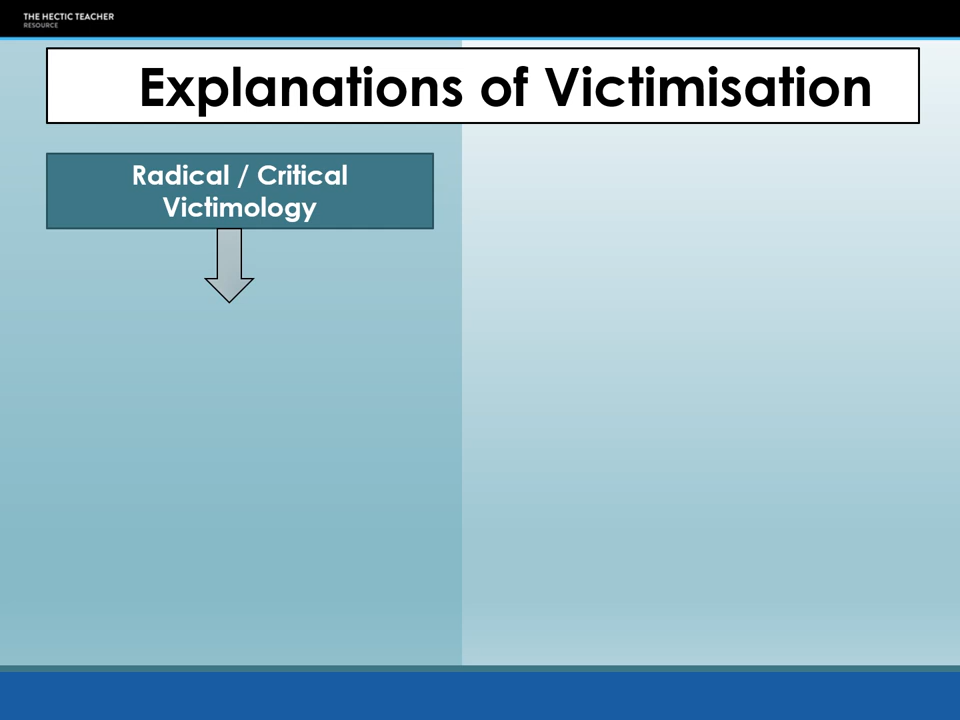 THE HECTIC TEACHER
RESOURCE
Explanations of Victimisation
Radical / Critical
Victimology